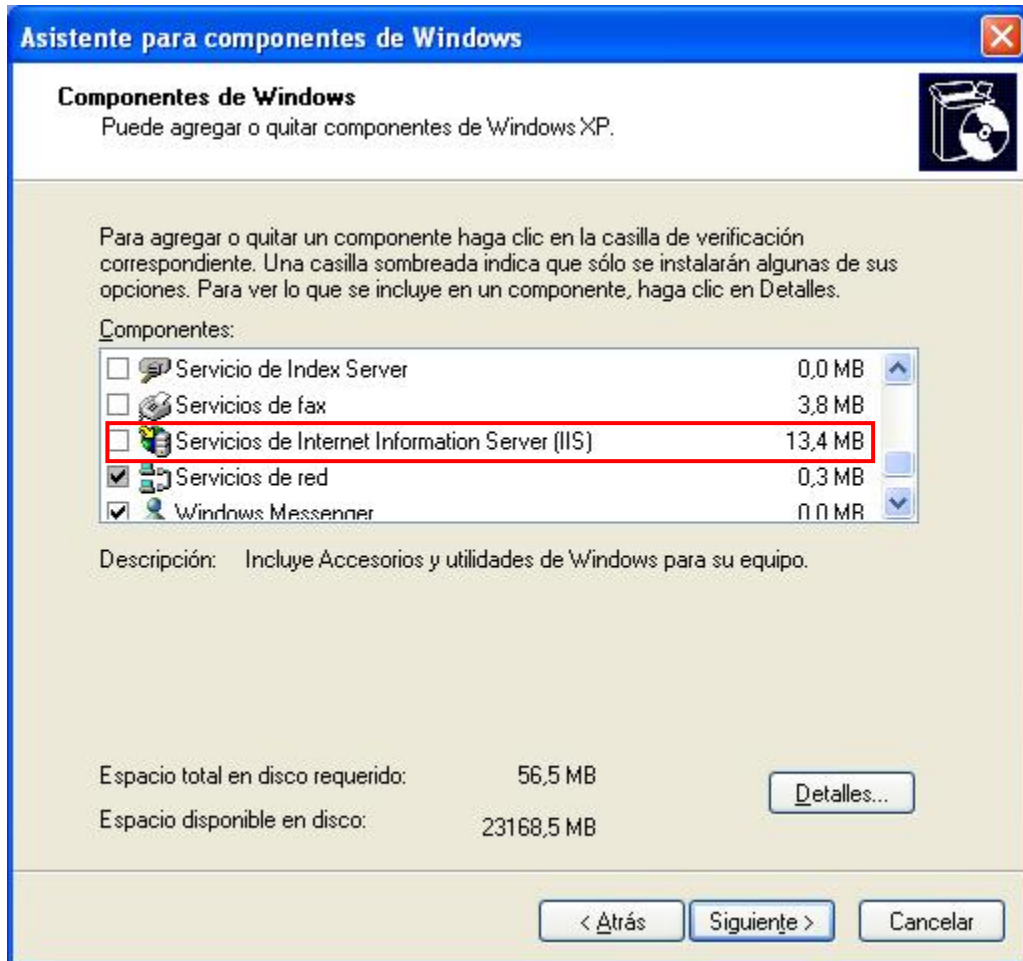 Asistente para componentes de Windows
Componentes de Windows
Puede agregar o quitar componentes de Windows XP.
Para agregar o quitar un componente haga clic en la casilla de verificación
correspondiente. Una casilla sombreada indica que sólo se instalarán algunas de sus
opciones. Para ver lo que se incluye en un componente, haga clic en Detalles.
Componentes:
Servicio de Index Server 0,0 MB
Servicios de fax 3,8 MB
Servicios de Internet Information Server (IIS) 13,4 MB
Servicios de red 0,3 MB
Windows Messenger 0,0 MB
Descripción: Incluye Accesorios y utilidades de Windows para su equipo.
Espacio total en disco requerido: 56,5 MB
Detalles...
Espacio disponible en disco: 23168,5 MB
< Atrás Siguiente > Cancelar